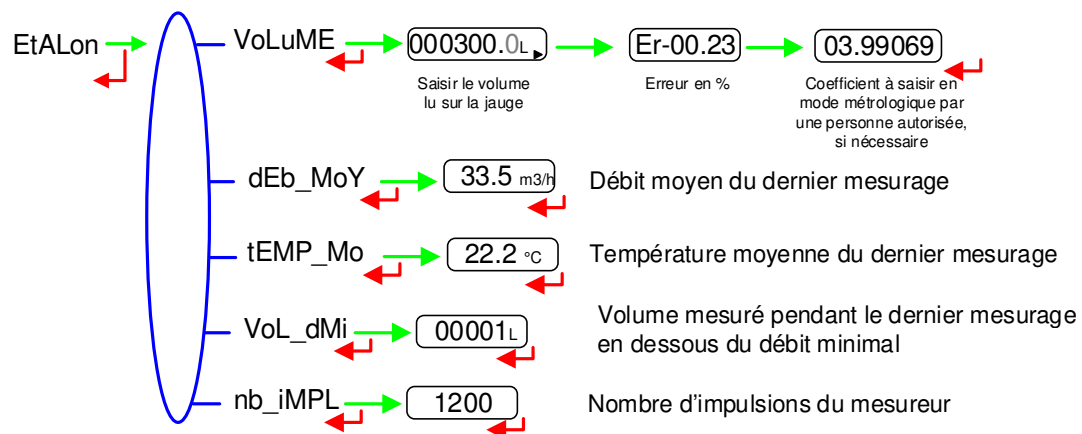 EtALon
VoLuME
000300.0L
Er-00.23
03.99069
Saisir le volume
lu sur la jauge
Erreur en %
Coefficient à saisir en
mode métrologique par
une personne autorisée,
si nécessaire
dEb_MoY
33.5 m3/h
Débit moyen du dernier mesurage
tEMP_Mo
22.2 °C
Température moyenne du dernier mesurage
VoL_dMi
00001L
Volume mesuré pendant le dernier mesurage
en dessous du débit minimal
nb_iMPL
1200
Nombre d'impulsions du mesureur